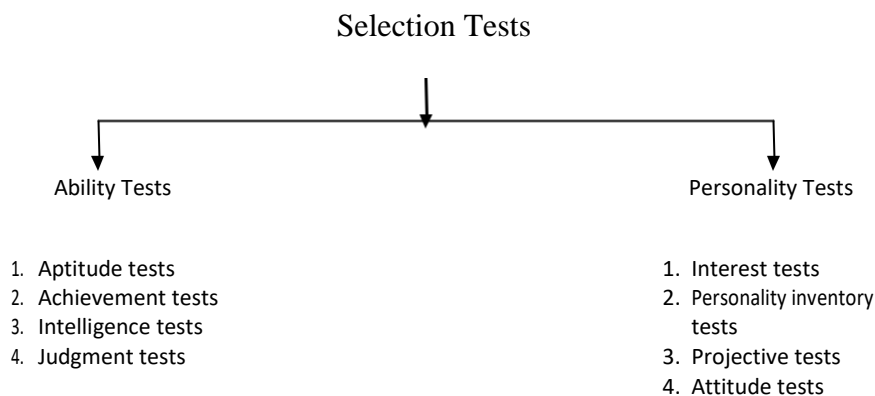 Selection Tests
Ability Tests
1. Aptitude tests
2. Achievement tests
3. Intelligence tests
4. Judgment tests
Personality Tests
1. Interest tests
2. Personality inventory
tests
3. Projective tests
4. Attitude tests